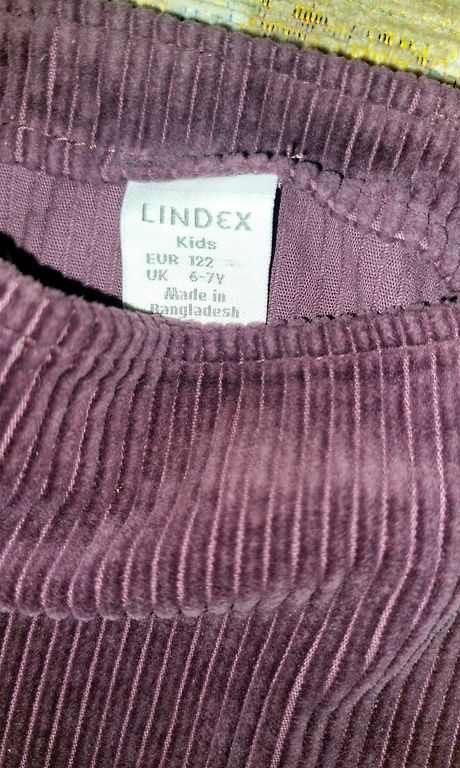 LINDEX
Kids
EUR 122
UK 6-7Y
Made in
Bangladesh